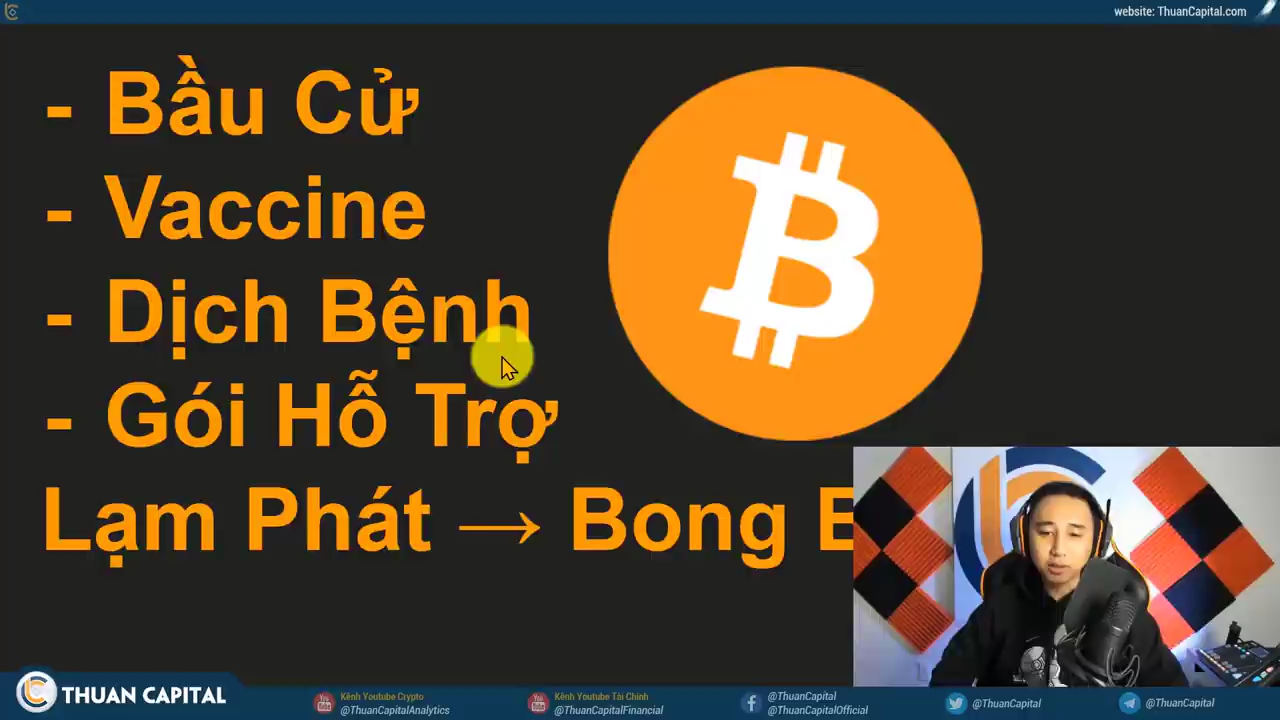 website: ThuanCapital.com
- Bầu Cử
- Vaccine
- Dịch Bệnh
- Gói Hỗ Trợ
Lạm Phát → Bong
THUAN CAPITAL
Kênh Youtube Crypto
@ThuanCapitalAnalytics
Kênh Youtube Tài Chính
@ThuanCapitalFinancial
@ThuanCapital
@ThuanCapitalOfficial
@ThuanCapital
@ThuanCapital